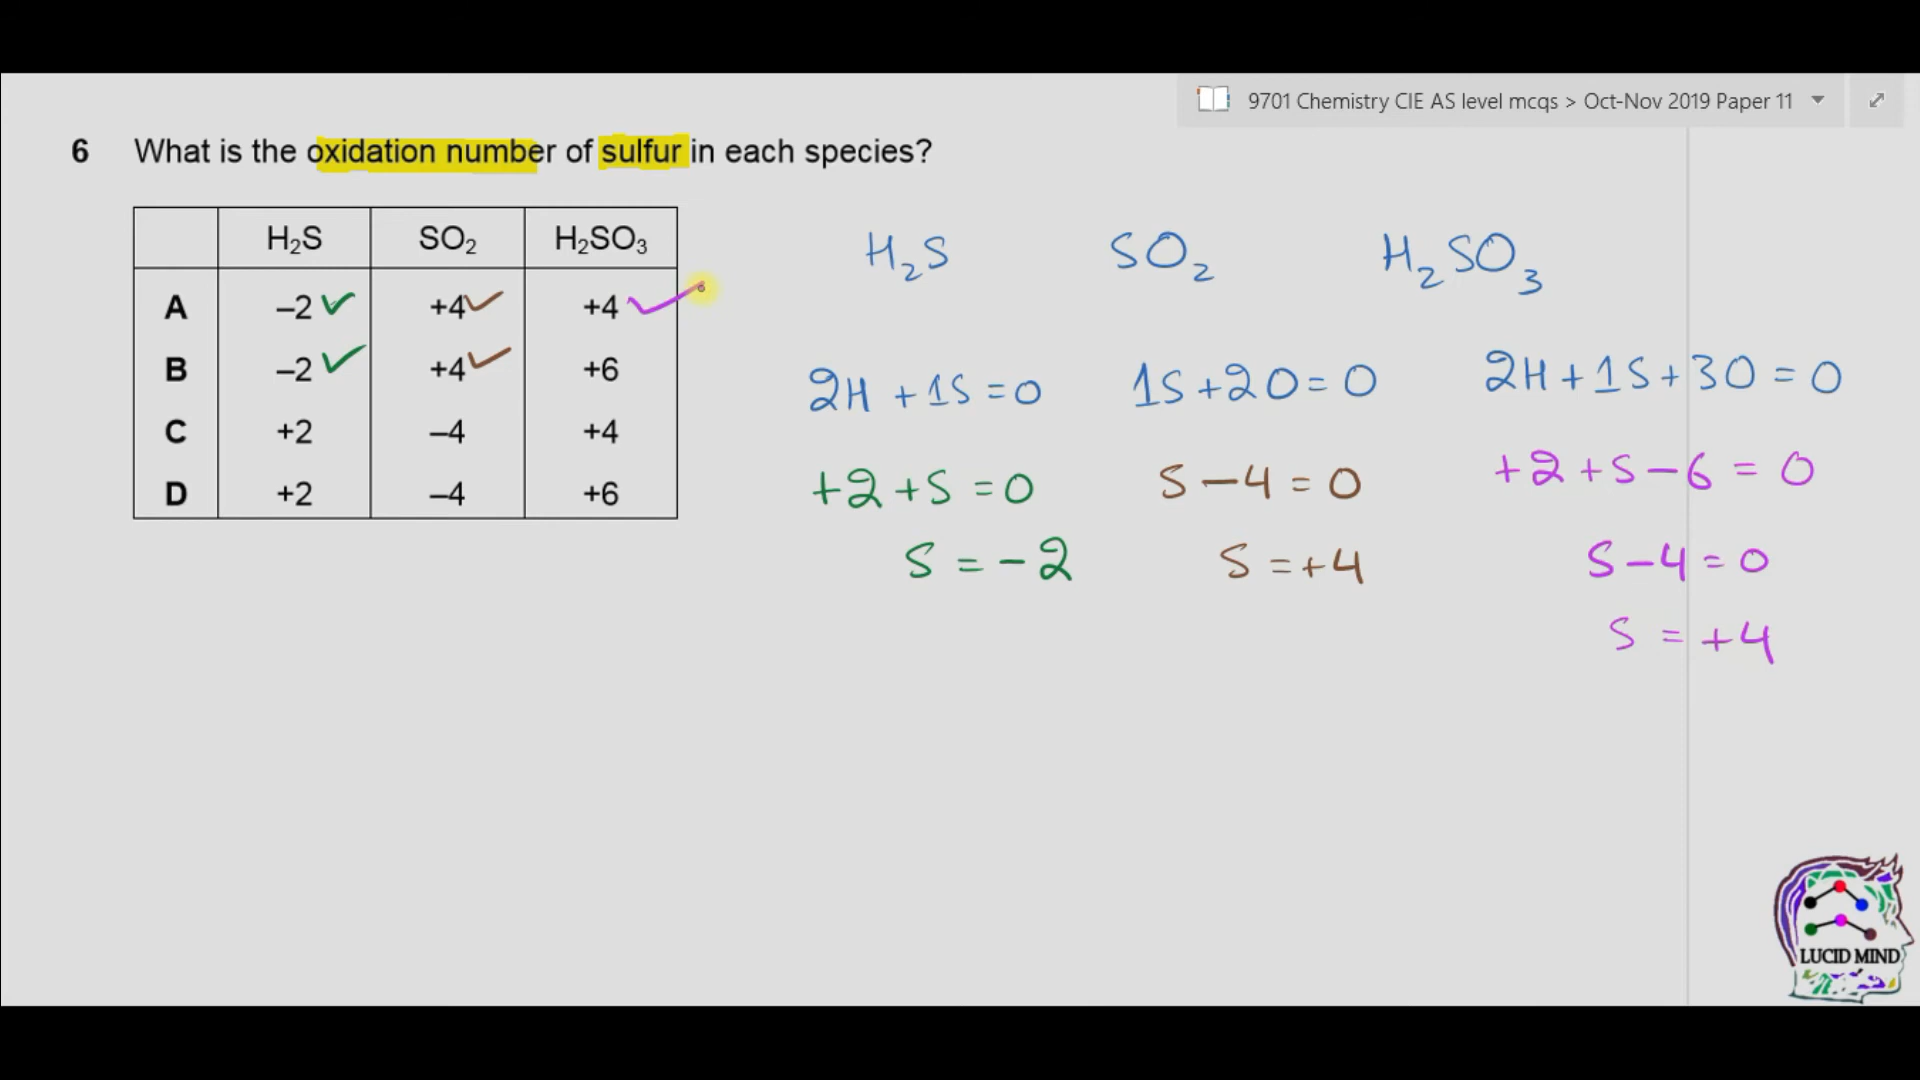 9701 Chemistry CIE AS level mcqs > Oct-Nov 2019 Paper 11
6 What is the oxidation number of sulfur in each species?
H₂S SO₂ H₂SO₃
A –2 +4 +4
B –2 +4 +6
C +2 –4 +4
D +2 –4 +6
H₂S SO₂ H₂SO₃
2H + 1S = 0 1S + 2O = 0 2H + 1S + 3O = 0
+2 + S = 0 S – 4 = 0 +2 + S – 6 = 0
S = –2 S = +4 S – 4 = 0
S = +4
LUCID MIND